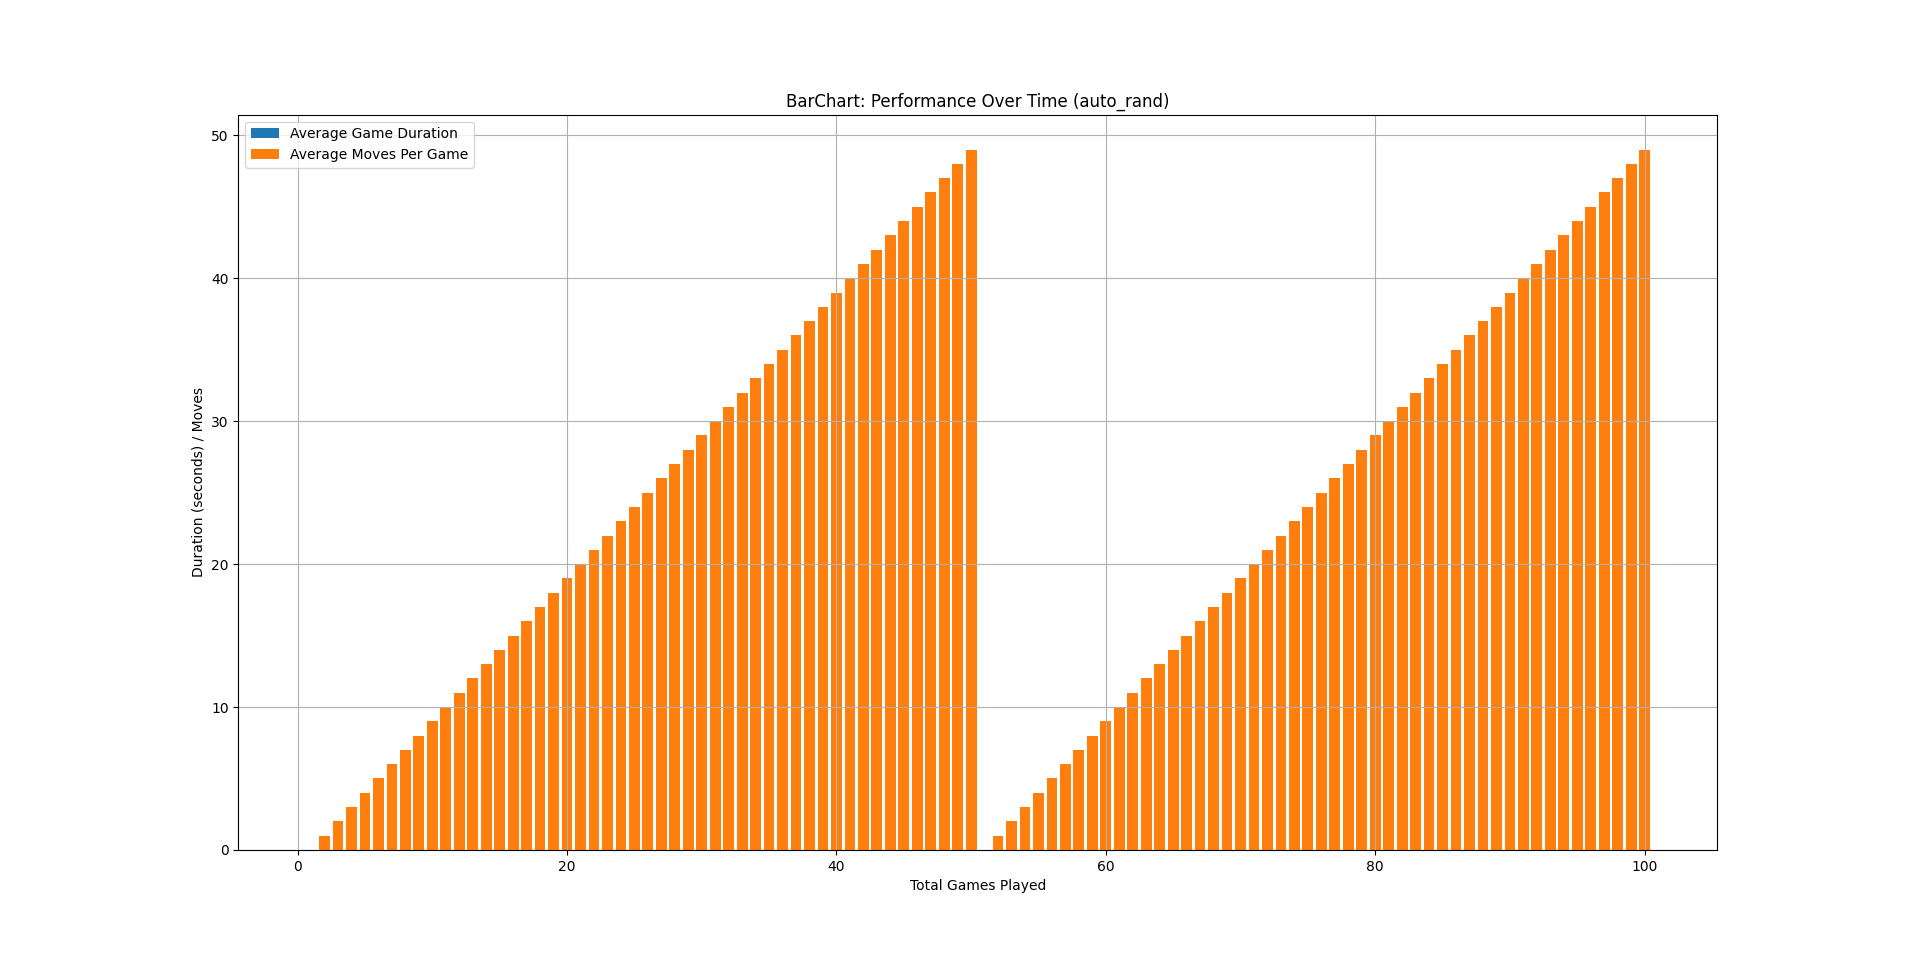 BarChart: Performance Over Time (auto_rand)
Average Game Duration
Average Moves Per Game
50
40
30
20
10
0
Duration (seconds) / Moves
0 20 40 60 80 100
Total Games Played